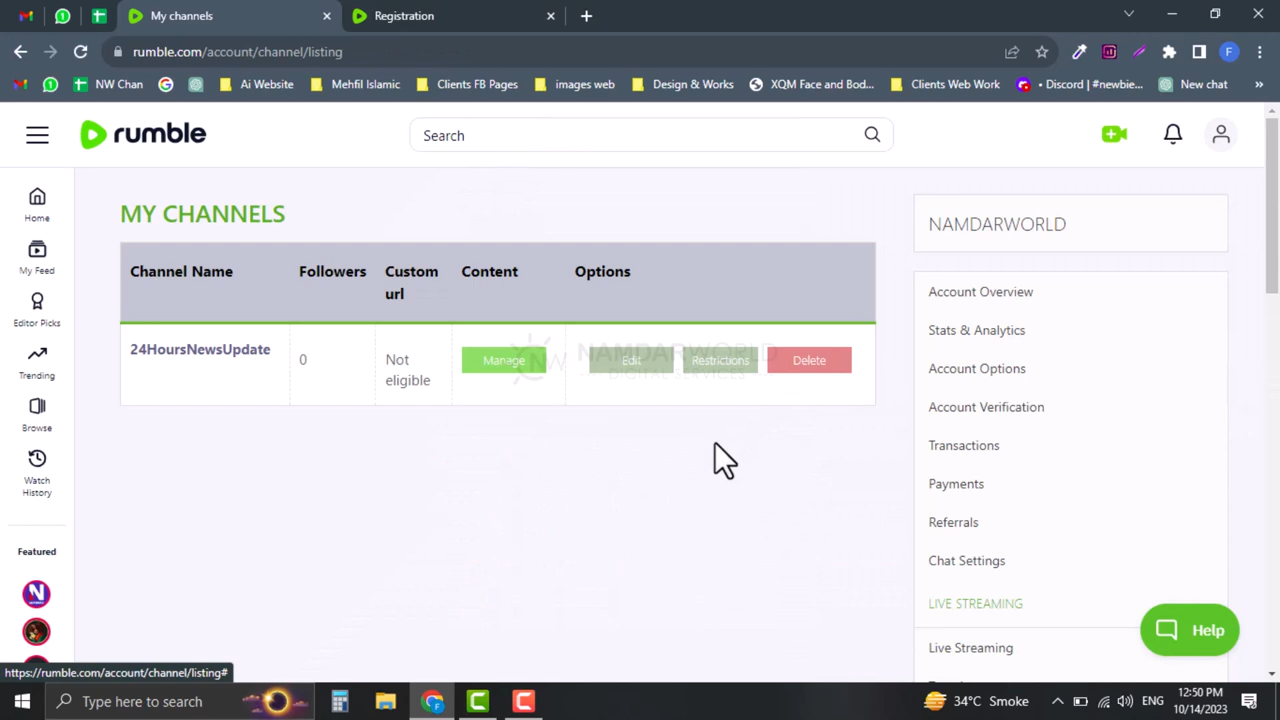 My channels
Registration
rumble.com/account/channel/listing
F
NW Chan
Ai Website
Mehfil Islamic
Clients FB Pages
images web
Design & Works
XQM Face and Bod...
Clients Web Work
• Discord | #newbie...
New chat
»
rumble
Search
Home
My Feed
Editor Picks
Trending
Browse
Watch
History
Featured
MY CHANNELS
Channel Name
Followers
Custom
url
Content
Options
24HoursNewsUpdate
0
Not
eligible
Manage
Edit
Restrictions
Delete
NW
NAMDARWORLD
DIGITAL SERVICES
NAMDARWORLD
Account Overview
Stats & Analytics
Account Options
Account Verification
Transactions
Payments
Referrals
Chat Settings
LIVE STREAMING
Live Streaming
Help
https://rumble.com/account/channel/listing#
Type here to search
34°C Smoke
ENG
12:50 PM
10/14/2023